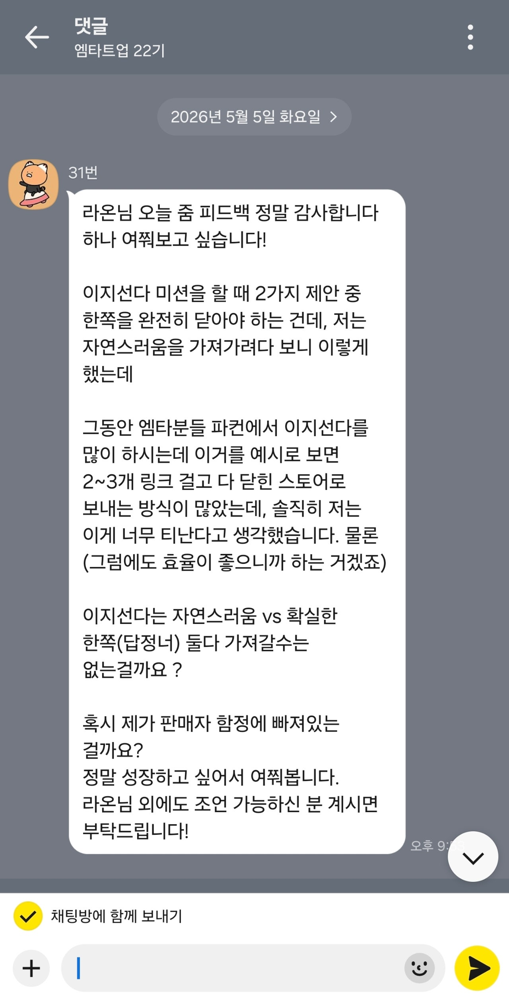 댓글
엠타트업 22기
2026년 5월 5일 화요일
31번
라온님 오늘 줌 피드백 정말 감사합니다
하나 여쭤보고 싶습니다!
이지선다 미션을 할 때 2가지 제안 중
한쪽을 완전히 닫아야 하는 건데, 저는
자연스러움을 가져가려다 보니 이렇게
했는데
그동안 엠타분들 파컨에서 이지선다를
많이 하시는데 이거를 예시로 보면
2~3개 링크 걸고 다 닫힌 스토어로
보내는 방식이 많았는데, 솔직히 저는
이게 너무 티난다고 생각했습니다. 물론
(그럼에도 효율이 좋으니까 하는 거겠죠)
이지선다는 자연스러움 vs 확실한
한쪽(답정너) 둘다 가져갈수는
없는걸까요 ?
혹시 제가 판매자 함정에 빠져있는
걸까요?
정말 성장하고 싶어서 여쭤봅니다.
라온님 외에도 조언 가능하신 분 계시면
부탁드립니다!
오후 9:53
채팅방에 함께 보내기